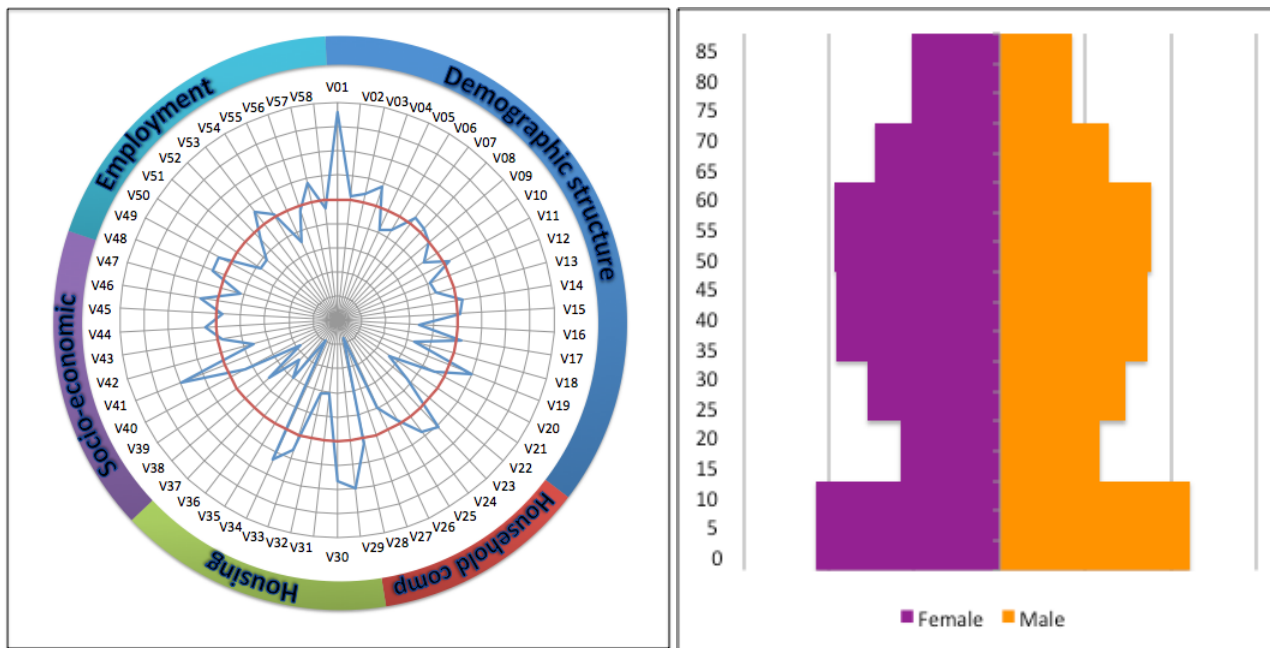 Demographic structure
Household comp
Housing
Socio-economic
Employment
V01
V02
V03
V04
V05
V06
V07
V08
V09
V10
V11
V12
V13
V14
V15
V16
V17
V18
V19
V20
V21
V22
V23
V24
V25
V26
V27
V28
V29
V30
V31
V32
V33
V34
V35
V36
V37
V38
V39
V40
V41
V42
V43
V44
V45
V46
V47
V48
V49
V50
V51
V52
V53
V54
V55
V56
V57
V58
85
80
75
70
65
60
55
50
45
40
35
30
25
20
15
10
5
0
Female Male